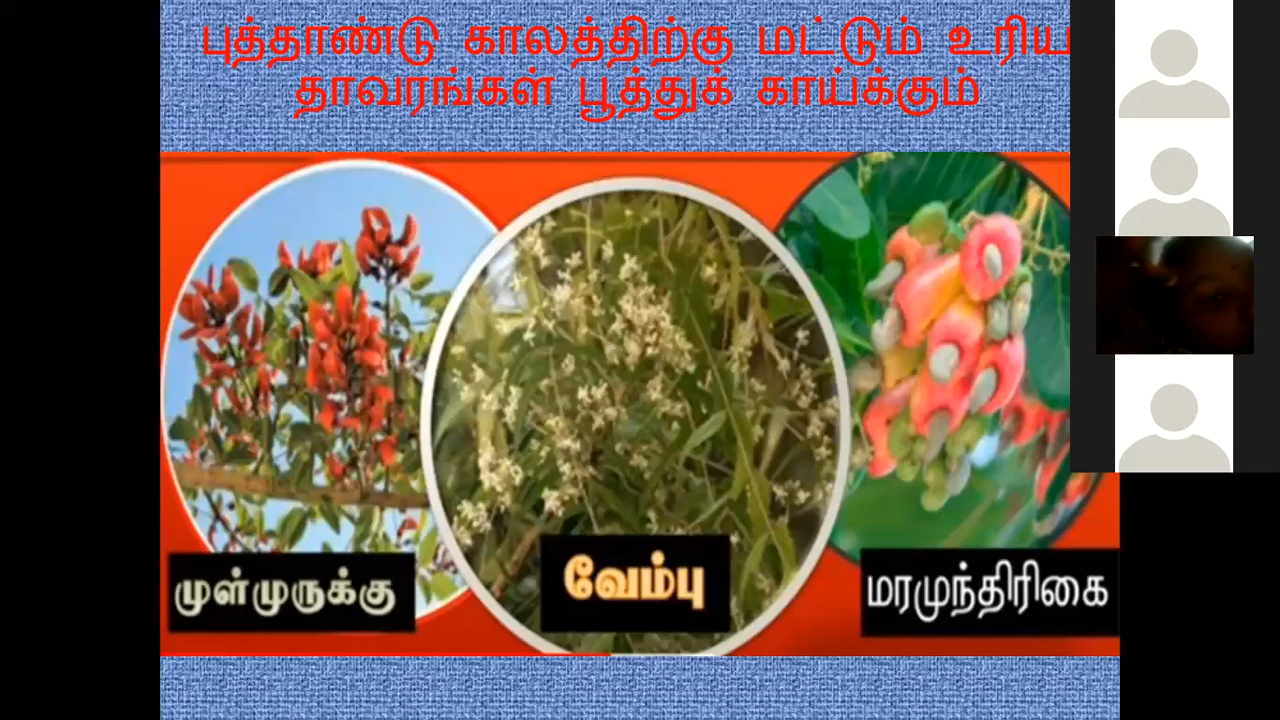 புத்தாண்டு காலத்திற்கு மட்டும் உரிய
தாவரங்கள் பூத்துக் காய்க்கும்
முள்முருக்கு
வேம்பு
மரமுந்திரிகை